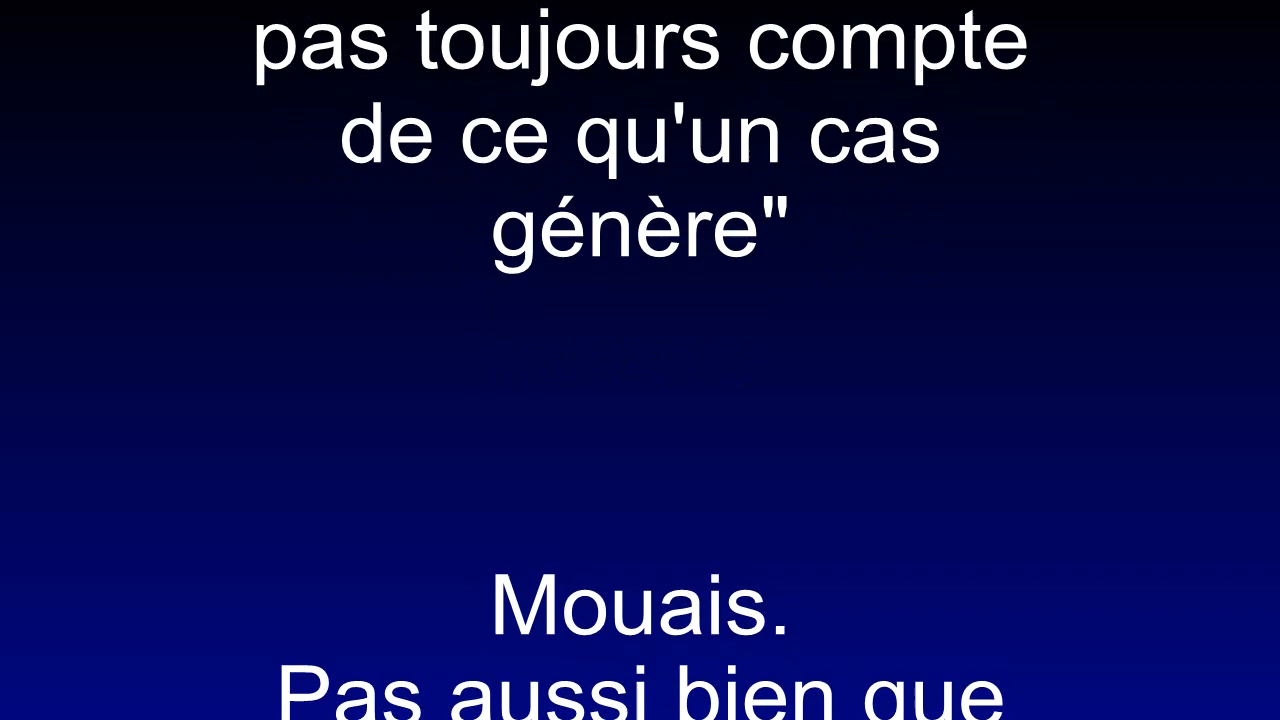 pas toujours compte
de ce qu'un cas
génère"
Mouais.
Pas aussi bien que